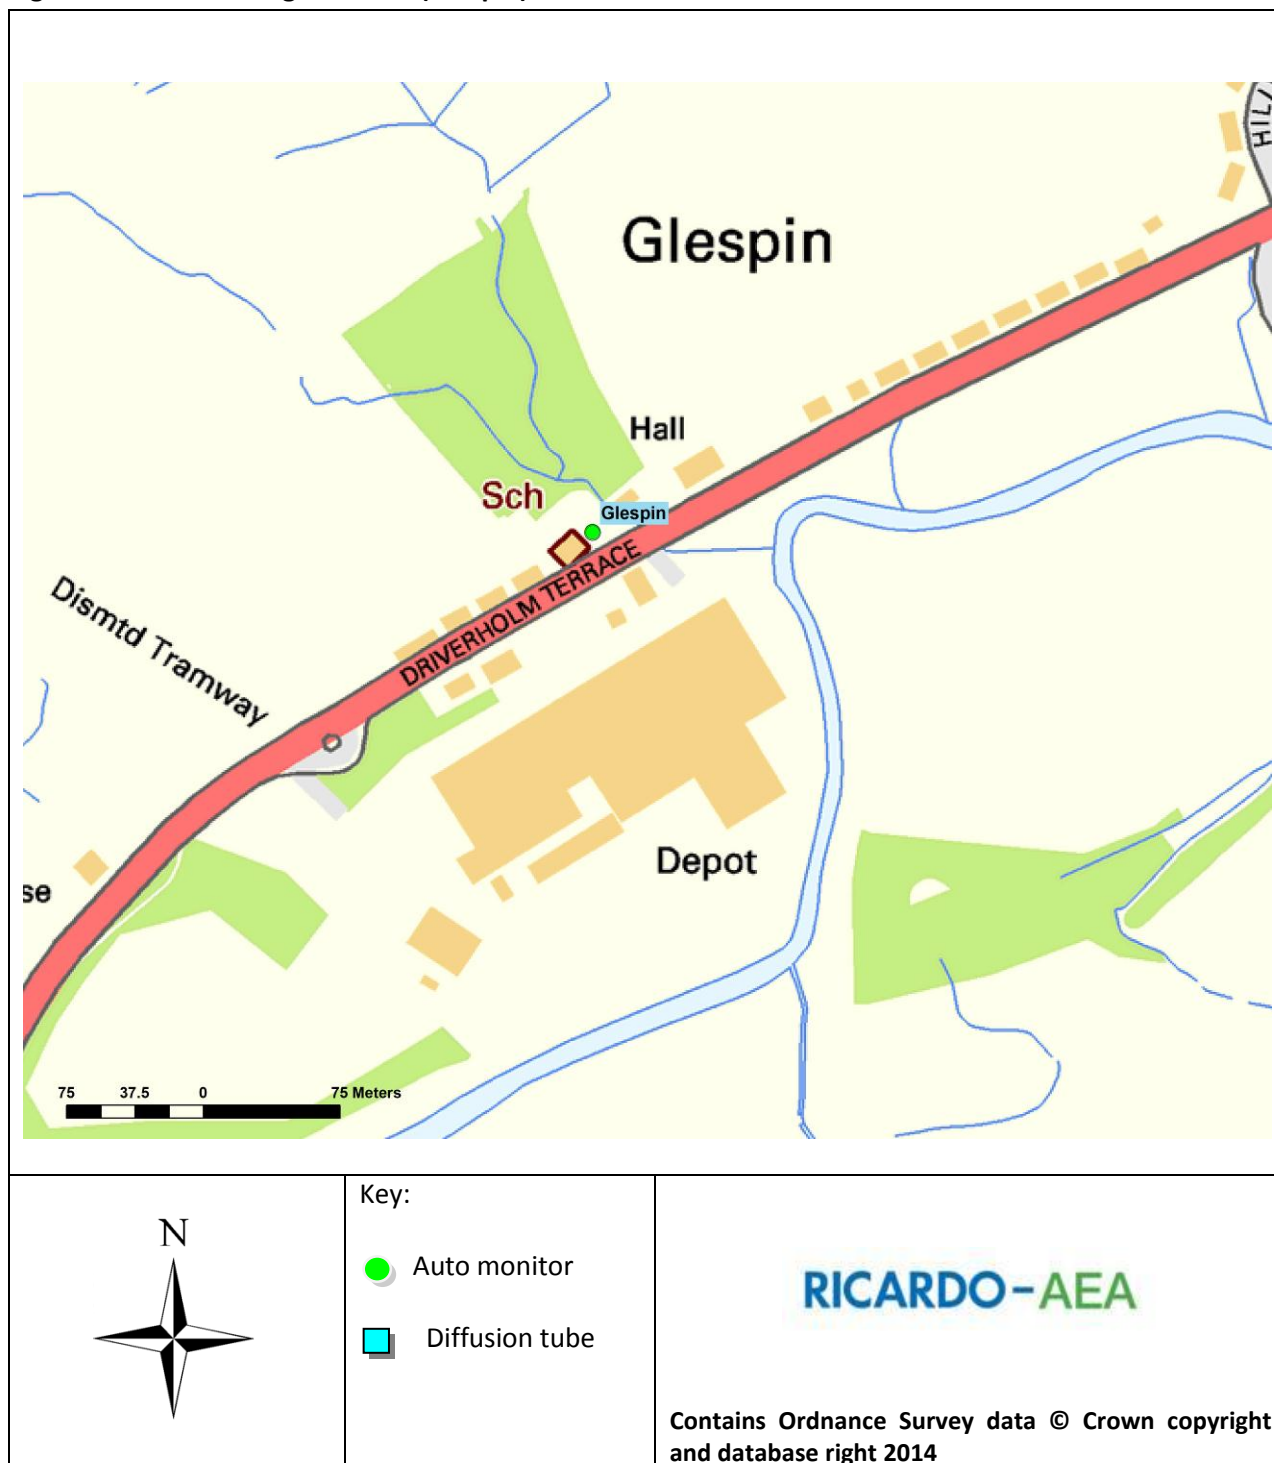 HILL
Glespin
Hall
Sch
Glespin
DRIVERHOLM TERRACE
Dismtd Tramway
Depot
se
75 37.5 0 75 Meters
N
Key:
Auto monitor
Diffusion tube
RICARDO-AEA
Contains Ordnance Survey data © Crown copyright
and database right 2014